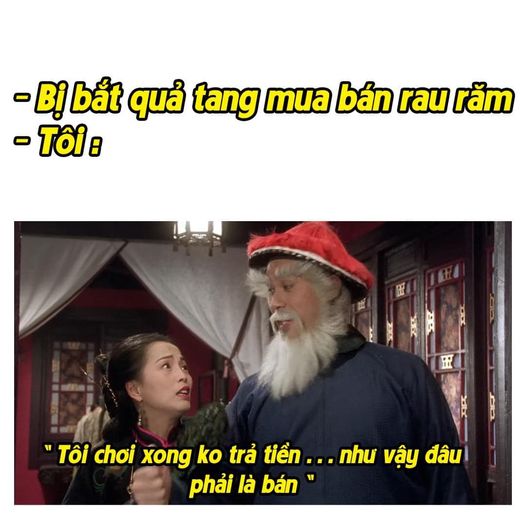 - Bị bắt quả tang mua bán rau răm
- Tôi :
" Tôi chơi xong ko trả tiền . . . như vậy đâu
phải là bán "